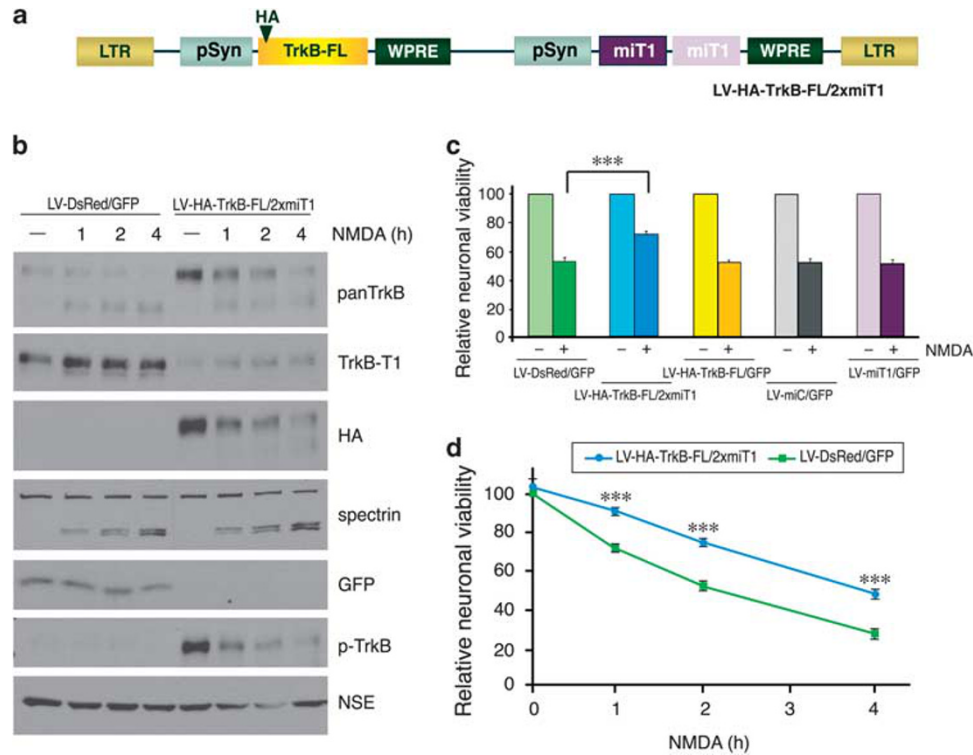 a
HA
LTR pSyn TrkB-FL WPRE pSyn miT1 miT1 WPRE LTR
LV-HA-TrkB-FL/2xmiT1
b
LV-DsRed/GFP LV-HA-TrkB-FL/2xmiT1
— 1 2 4 — 1 2 4 NMDA (h)
panTrkB
TrkB-T1
HA
spectrin
GFP
p-TrkB
NSE
c
Relative neuronal viability
***
100
80
60
40
20
0
– + – + – + – + – + NMDA
LV-DsRed/GFP LV-HA-TrkB-FL/GFP LV-miT1/GFP
LV-HA-TrkB-FL/2xmiT1 LV-miC/GFP
d
LV-HA-TrkB-FL/2xmiT1 LV-DsRed/GFP
Relative neuronal viability
100
80
60
40
20
0
***
***
***
0 1 2 3 4
NMDA (h)